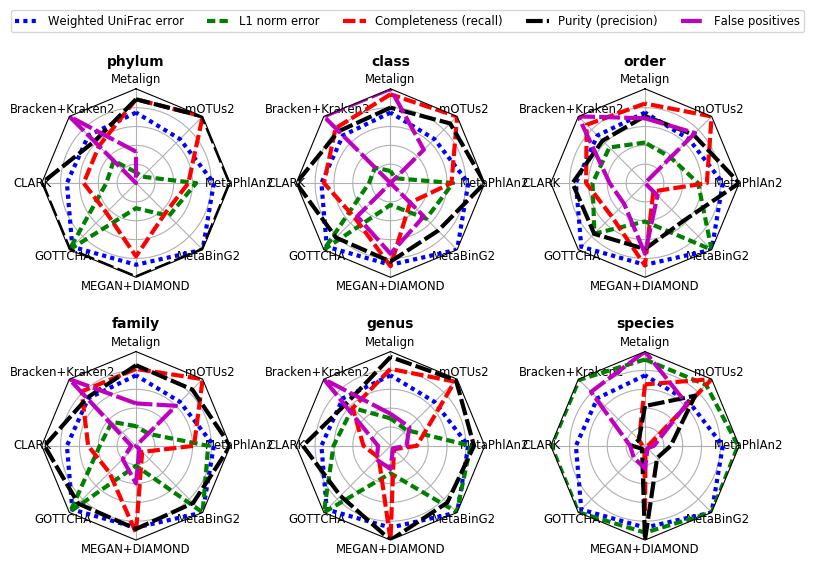 Weighted UniFrac error L1 norm error Completeness (recall) Purity (precision) False positives
phylum class order
Metalign Metalign Metalign
Bracken+Kraken2 mOTUs2 Bracken+Kraken2 mOTUs2 Bracken+Kraken2 mOTUs2
CLARK MetaPhlAn2 CLARK MetaPhlAn2 CLARK MetaPhlAn2
GOTTCHA MetaBinG2 GOTTCHA MetaBinG2 GOTTCHA MetaBinG2
MEGAN+DIAMOND MEGAN+DIAMOND MEGAN+DIAMOND
family genus species
Metalign Metalign Metalign
Bracken+Kraken2 mOTUs2 Bracken+Kraken2 mOTUs2 Bracken+Kraken2 mOTUs2
CLARK MetaPhlAn2 CLARK MetaPhlAn2 CLARK MetaPhlAn2
GOTTCHA MetaBinG2 GOTTCHA MetaBinG2 GOTTCHA MetaBinG2
MEGAN+DIAMOND MEGAN+DIAMOND MEGAN+DIAMOND